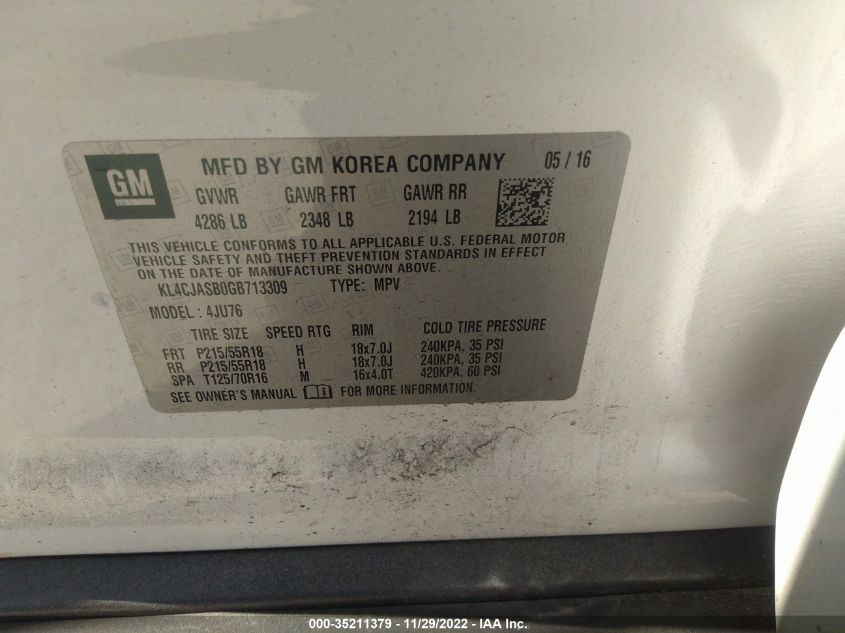 GM
MFD BY GM KOREA COMPANY 05 / 16
GVWR GAWR FRT GAWR RR
4286 LB 2348 LB 2194 LB
THIS VEHICLE CONFORMS TO ALL APPLICABLE U.S. FEDERAL MOTOR
VEHICLE SAFETY AND THEFT PREVENTION STANDARDS IN EFFECT
ON THE DATE OF MANUFACTURE SHOWN ABOVE.
KL4CJASB0GB713309 TYPE: MPV
MODEL: 4JU76
TIRE SIZE SPEED RTG RIM COLD TIRE PRESSURE
FRT P215/55R18 H 18x7.0J 240KPA, 35 PSI
RR P215/55R18 H 18x7.0J 240KPA, 35 PSI
SPA T125/70R16 M 16x4.0T 420KPA, 60 PSI
SEE OWNER'S MANUAL FOR MORE INFORMATION.
000-35211379 - 11/29/2022 - IAA Inc.